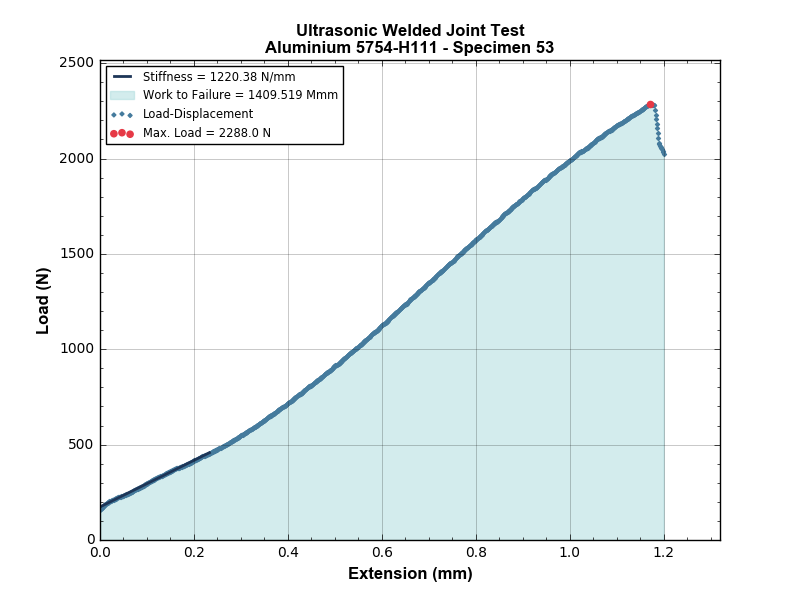 Ultrasonic Welded Joint Test
Aluminium 5754-H111 - Specimen 53
Stiffness = 1220.38 N/mm
Work to Failure = 1409.519 Mmm
Load-Displacement
Max. Load = 2288.0 N
2500
2000
1500
1000
500
0
Load (N)
0.0 0.2 0.4 0.6 0.8 1.0 1.2
Extension (mm)